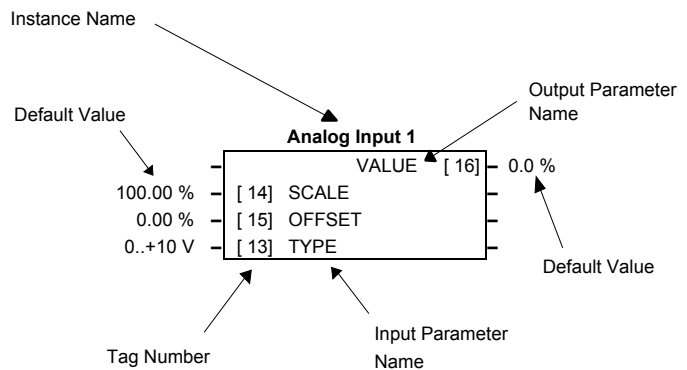 Instance Name
Output Parameter
Name
Default Value
Analog Input 1
VALUE [ 16] 0.0 %
100.00 % [ 14] SCALE
0.00 % [ 15] OFFSET
0..+10 V [ 13] TYPE
Default Value
Input Parameter
Name
Tag Number